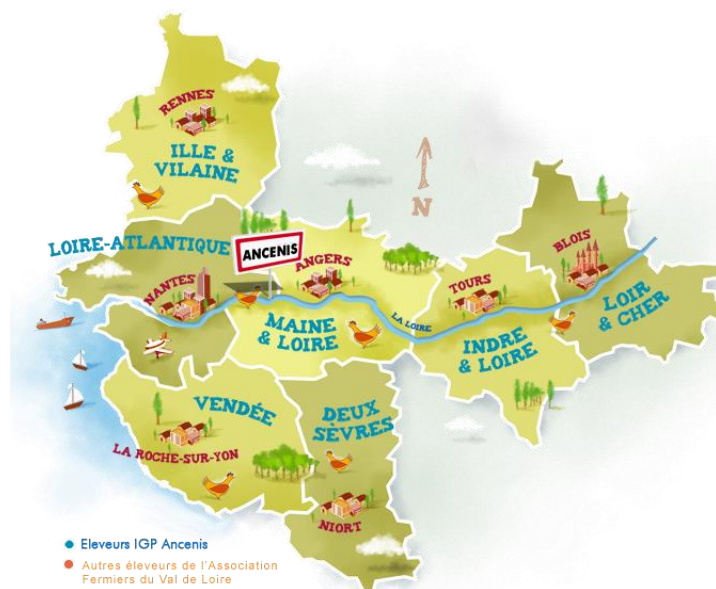 RENNES
ILLE &
VILAINE
N
LOIRE-ATLANTIQUE
ANCENIS
NANTES
ANGERS
MAINE
& LOIRE
LA LOIRE
TOURS
INDRE
& LOIRE
BLOIS
LOIR
& CHER
VENDÉE
LA ROCHE-SUR-YON
DEUX
SÈVRES
NIORT
Eleveurs IGP Ancenis
Autres éleveurs de l'Association
Fermiers du Val de Loire